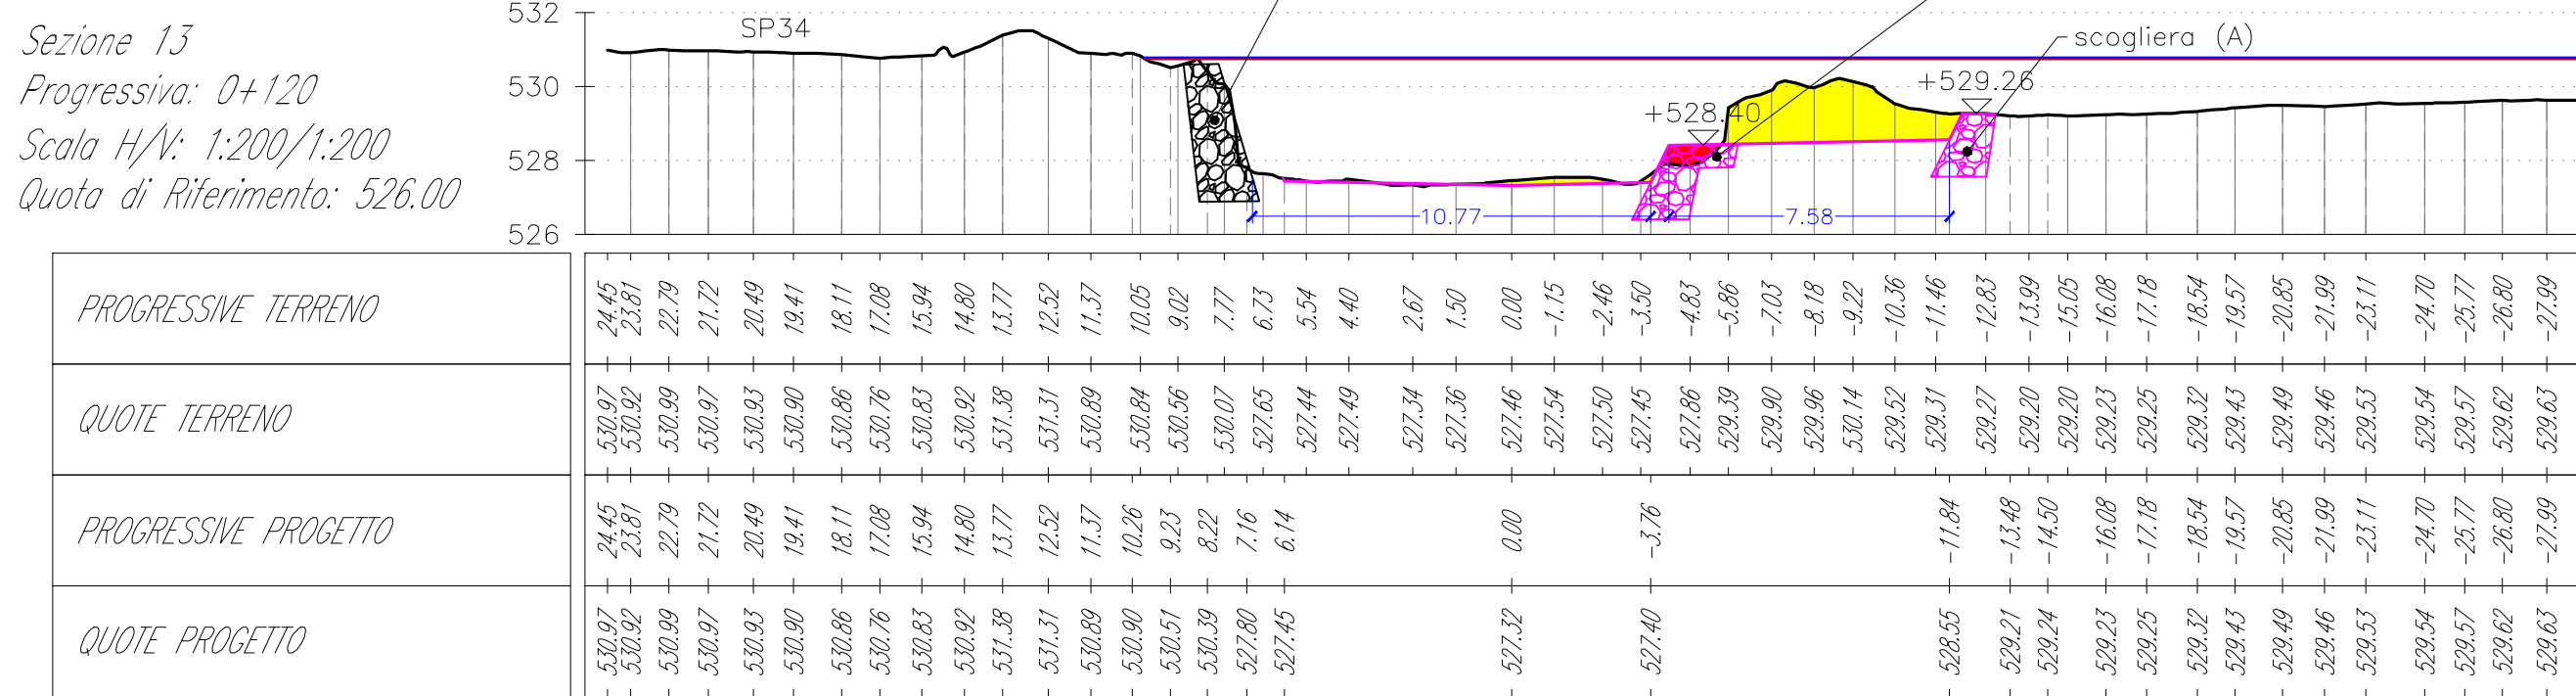 Sezione 13
Progressiva: 0+120
Scala H/V: 1:200/1:200
Quota di Riferimento: 526.00
532
530
528
526
SP34
scogliera (A)
+529.26
+528.40
10.77
7.58
PROGRESSIVE TERRENO
24.45 23.81 22.79 21.72 20.49 19.41 18.11 17.08 15.94 14.80 13.77 12.52 11.37 10.05 9.02 7.77 6.73 5.54 4.40 2.67 1.50 0.00 -1.15 -2.46 -3.50 -4.83 -5.86 -7.03 -8.18 -9.22 -10.36 -11.46 -12.83 -13.99 -15.05 -16.08 -17.18 -18.54 -19.57 -20.85 -21.99 -23.11 -24.70 -25.77 -26.80 -27.99
QUOTE TERRENO
530.97 530.92 530.99 530.97 530.93 530.90 530.86 530.76 530.83 530.92 531.38 531.31 530.89 530.84 530.56 530.07 527.65 527.44 527.49 527.34 527.36 527.46 527.54 527.50 527.45 527.86 529.39 529.90 529.96 530.14 529.52 529.31 529.27 529.20 529.20 529.23 529.25 529.32 529.43 529.49 529.46 529.53 529.54 529.57 529.62 529.63
PROGRESSIVE PROGETTO
24.45 23.81 22.79 21.72 20.49 19.41 18.11 17.08 15.94 14.80 13.77 12.52 11.37 10.26 9.23 8.22 7.16 6.14 0.00 -3.76 -11.84 -13.48 -14.50 -16.08 -17.18 -18.54 -19.57 -20.85 -21.99 -23.11 -24.70 -25.77 -26.80 -27.99
QUOTE PROGETTO
530.97 530.92 530.99 530.97 530.93 530.90 530.86 530.76 530.83 530.92 531.38 531.31 530.89 530.90 530.51 530.39 527.80 527.45 527.32 527.40 528.55 529.21 529.24 529.23 529.25 529.32 529.43 529.49 529.46 529.53 529.54 529.57 529.62 529.63